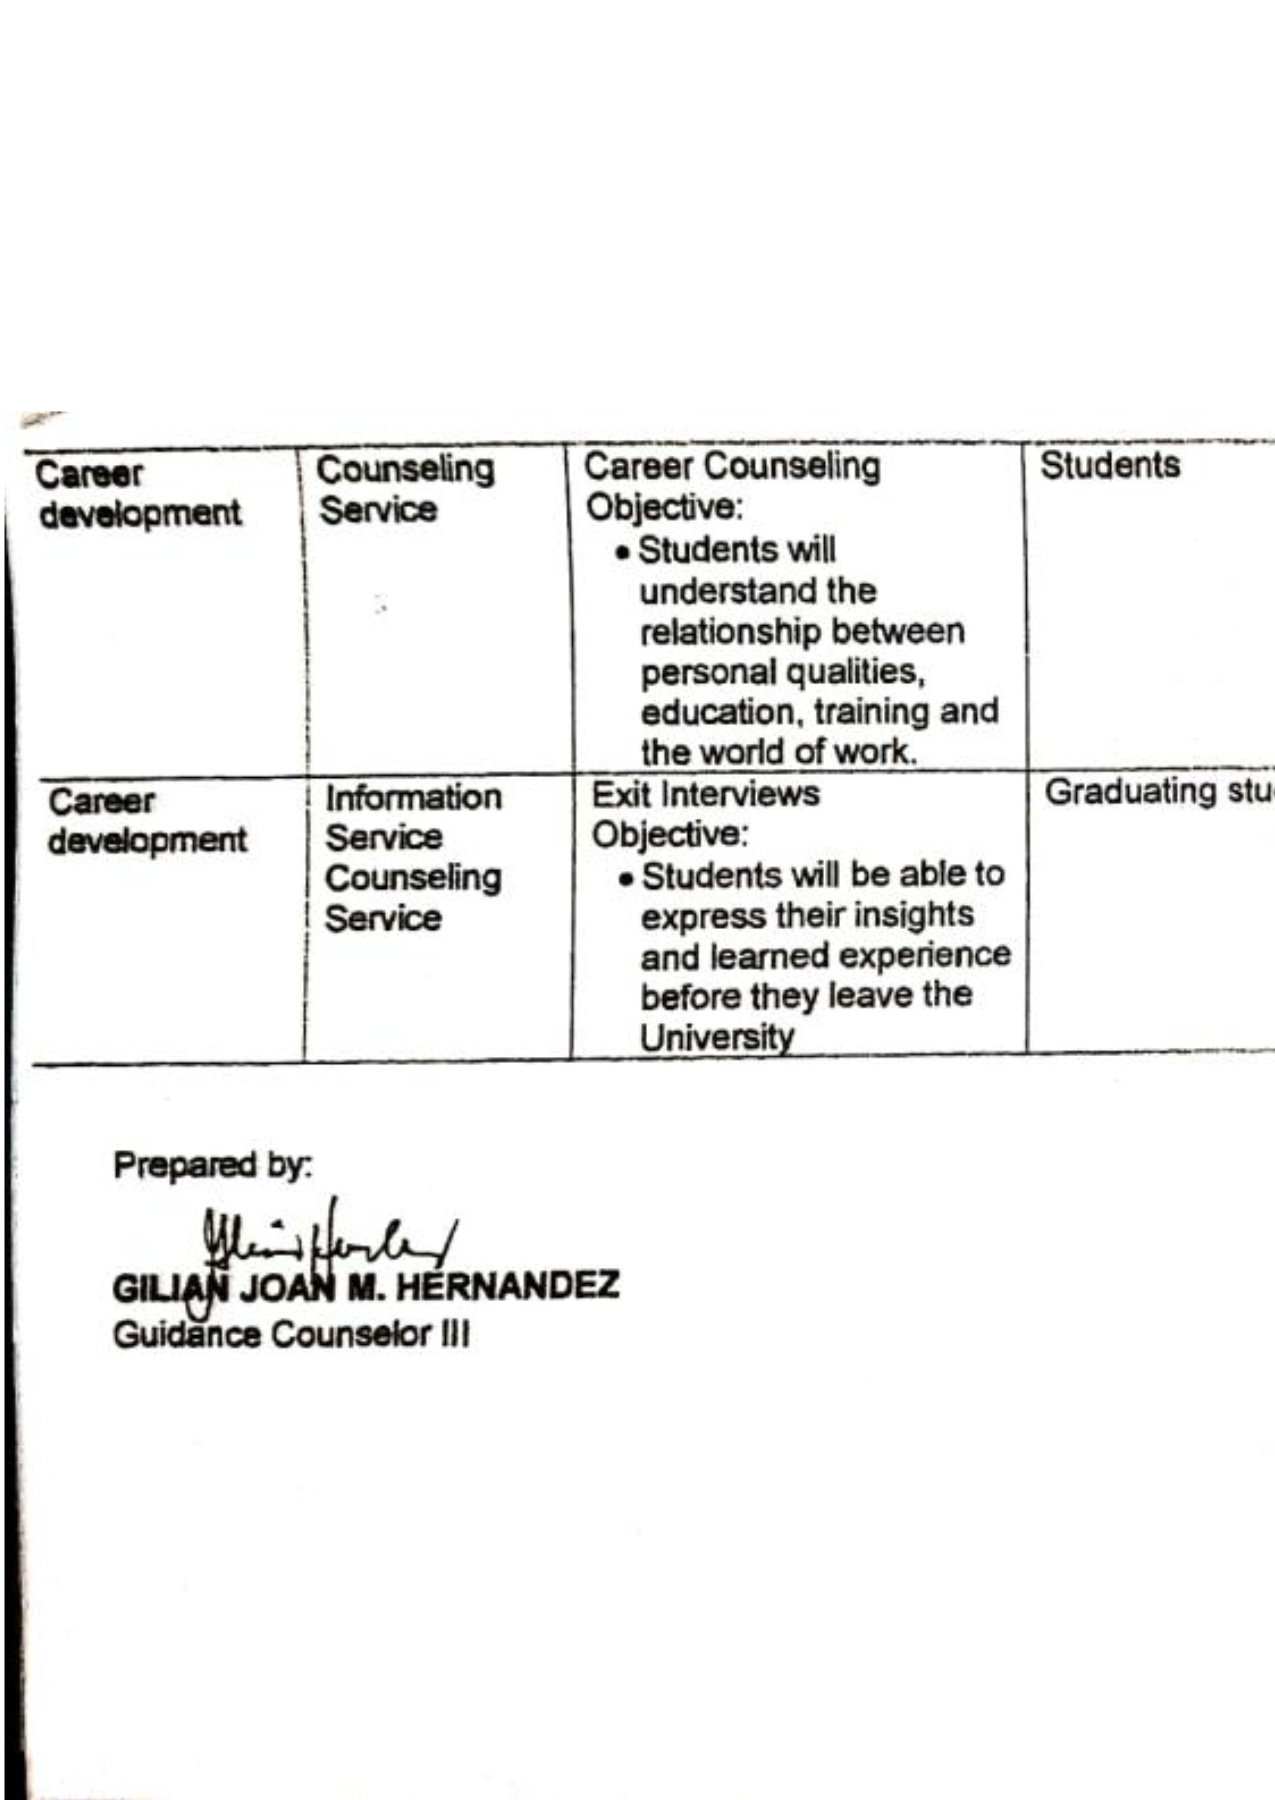 Career
development
Counseling
Service
Career Counseling
Objective:
• Students will
understand the
relationship between
personal qualities,
education, training and
the world of work.
Students
Career
development
Information
Service
Counseling
Service
Exit Interviews
Objective:
• Students will be able to
express their insights
and learned experience
before they leave the
University
Graduating stu
Prepared by:
GILIAN JOAN M. HERNANDEZ
Guidance Counselor III